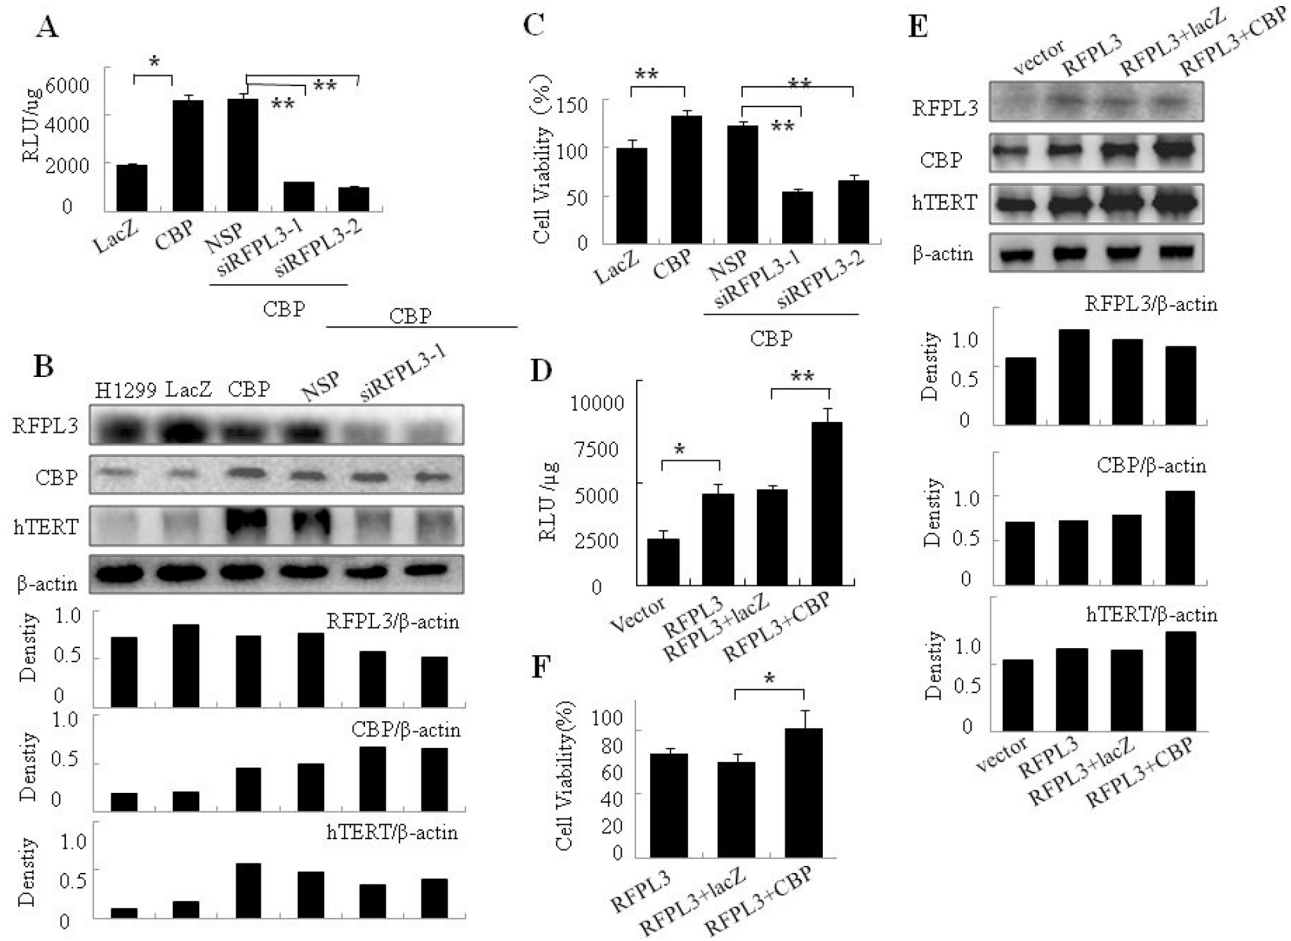 A
RLU/ug
6000
4000
2000
0
*
**
**
LacZ
CBP
NSP
siRFPL3-1
siRFPL3-2
CBP
CBP
B
H1299
LacZ
CBP
NSP
siRFPL3-1
RFPL3
CBP
hTERT
β-actin
Denstiy
1.0
0.5
0
RFPL3/β-actin
Denstiy
1.0
0.5
0
CBP/β-actin
Denstiy
1.0
0.5
0
hTERT/β-actin
C
Cell Viability (%)
150
100
50
0
**
**
**
LacZ
CBP
NSP
siRFPL3-1
siRFPL3-2
CBP
D
RLU /μg
10000
7500
5000
2500
0
*
**
Vector
RFPL3
RFPL3+lacZ
RFPL3+CBP
F
Cell Viability(%)
100
80
60
40
20
0
*
RFPL3
RFPL3+lacZ
RFPL3+CBP
E
vector
RFPL3
RFPL3+lacZ
RFPL3+CBP
RFPL3
CBP
hTERT
β-actin
Denstiy
1.0
0.5
0
RFPL3/β-actin
Denstiy
1.0
0.5
0
CBP/β-actin
Denstiy
1.0
0.5
0
hTERT/β-actin
vector
RFPL3
RFPL3+lacZ
RFPL3+CBP